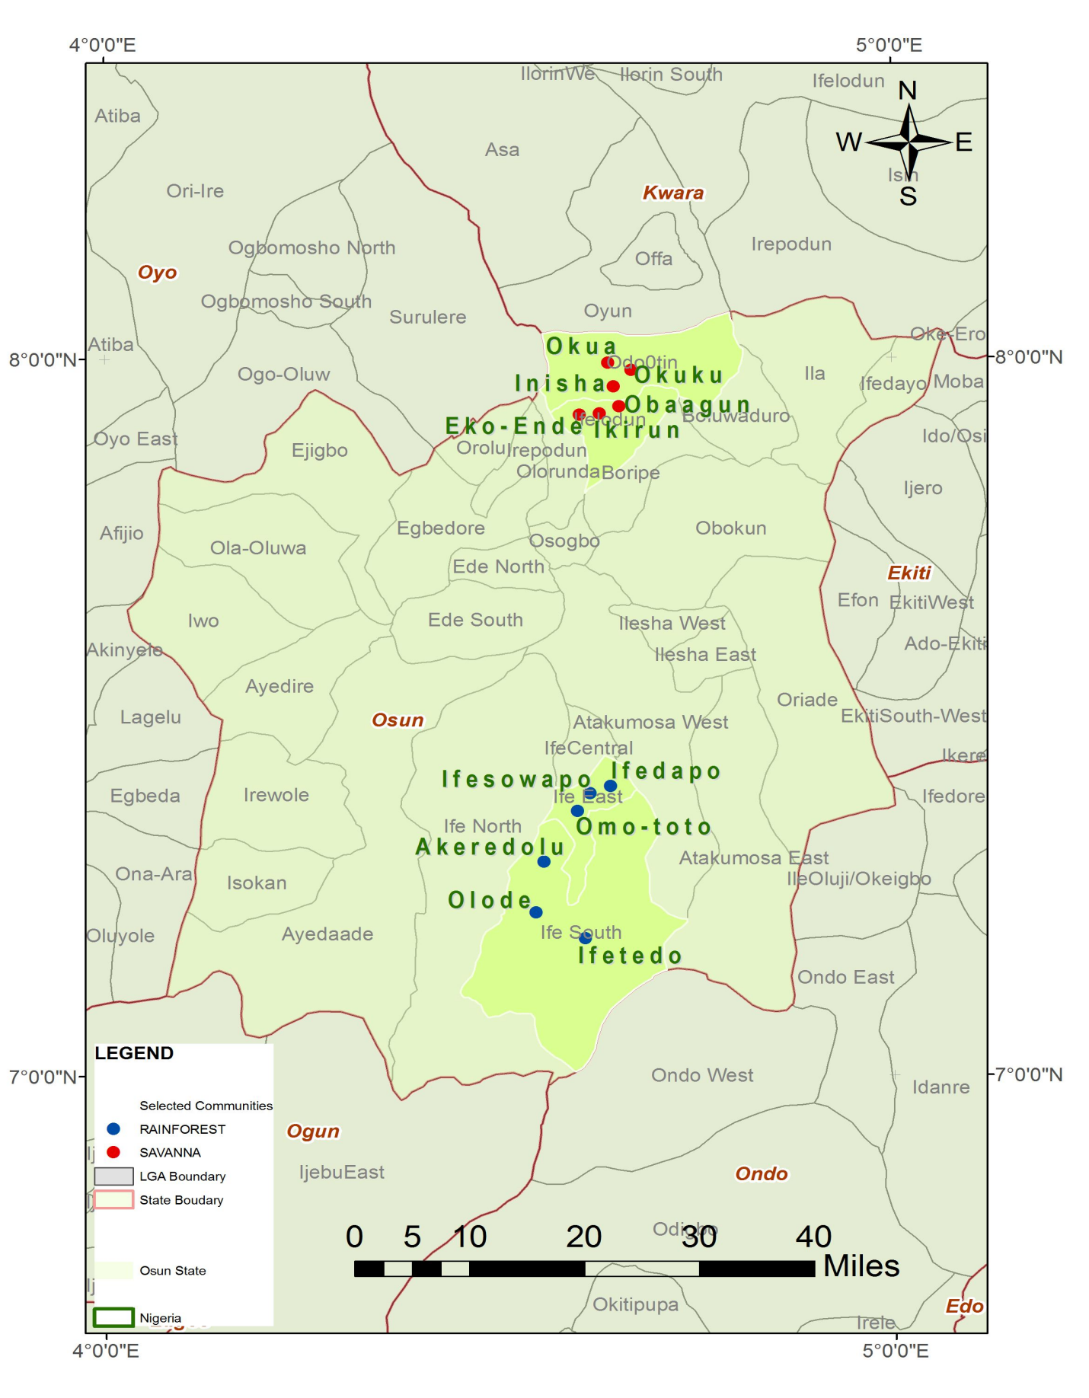 4°0'0"E
5°0'0"E
IlorinWe
Ilorin South
Ifelodun
N
Atiba
W
E
Asa
Isin
S
Ori-Ire
Kwara
Ogbomosho North
Irepodun
Offa
Oyo
Ogbomosho South
Surulere
Oyun
Oke-Ero
Atiba
Okua
8°0'0"N
8°0'0"N
Odo0tin
Ogo-Oluw
Okuku
Ila
Inisha
Ifedayo
Moba
Obaagun
Boluwaduro
Ifelodun
Eko-Ende
Ikirun
Oyo East
Ido/Osi
Ejigbo
Orolu
Irepodun
Olorunda
Boripe
Ijero
Afijio
Egbedore
Obokun
Osogbo
Ola-Oluwa
Ede North
Ekiti
Efon
EkitiWest
Iwo
Ede South
Ilesha West
Akinyele
Ilesha East
Ado-Ekiti
Ayedire
Oriade
Lagelu
Osun
Atakumosa West
EkitiSouth-West
IfeCentral
Ikere
Ifesowapo
Ifedapo
Egbeda
Irewole
Ife East
Ifedore
Ife North
Omo-toto
Akeredolu
Atakumosa East
Ona-Ara
Isokan
IleOluji/Okeigbo
Olode
Oluyole
Ayedaade
Ife South
Ifetedo
Ondo East
LEGEND
7°0'0"N
7°0'0"N
Ondo West
Idanre
Selected Communities
RAINFOREST
SAVANNA
LGA Boundary
State Boudary
Osun State
Nigeria
Ogun
IjebuEast
Ondo
Odigbo
0 5 10 20 30 40
Miles
Okitipupa
Edo
Irele
4°0'0"E
5°0'0"E